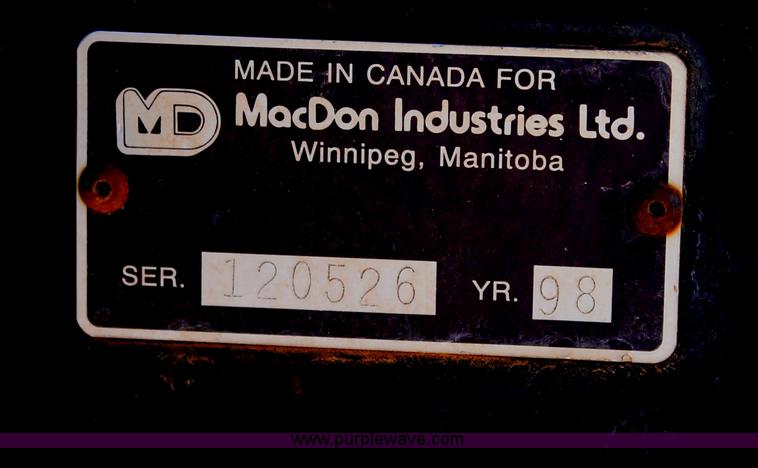 MADE IN CANADA FOR
MD MacDon Industries Ltd.
Winnipeg, Manitoba
SER. 120526 YR. 98
www.purplewave.com